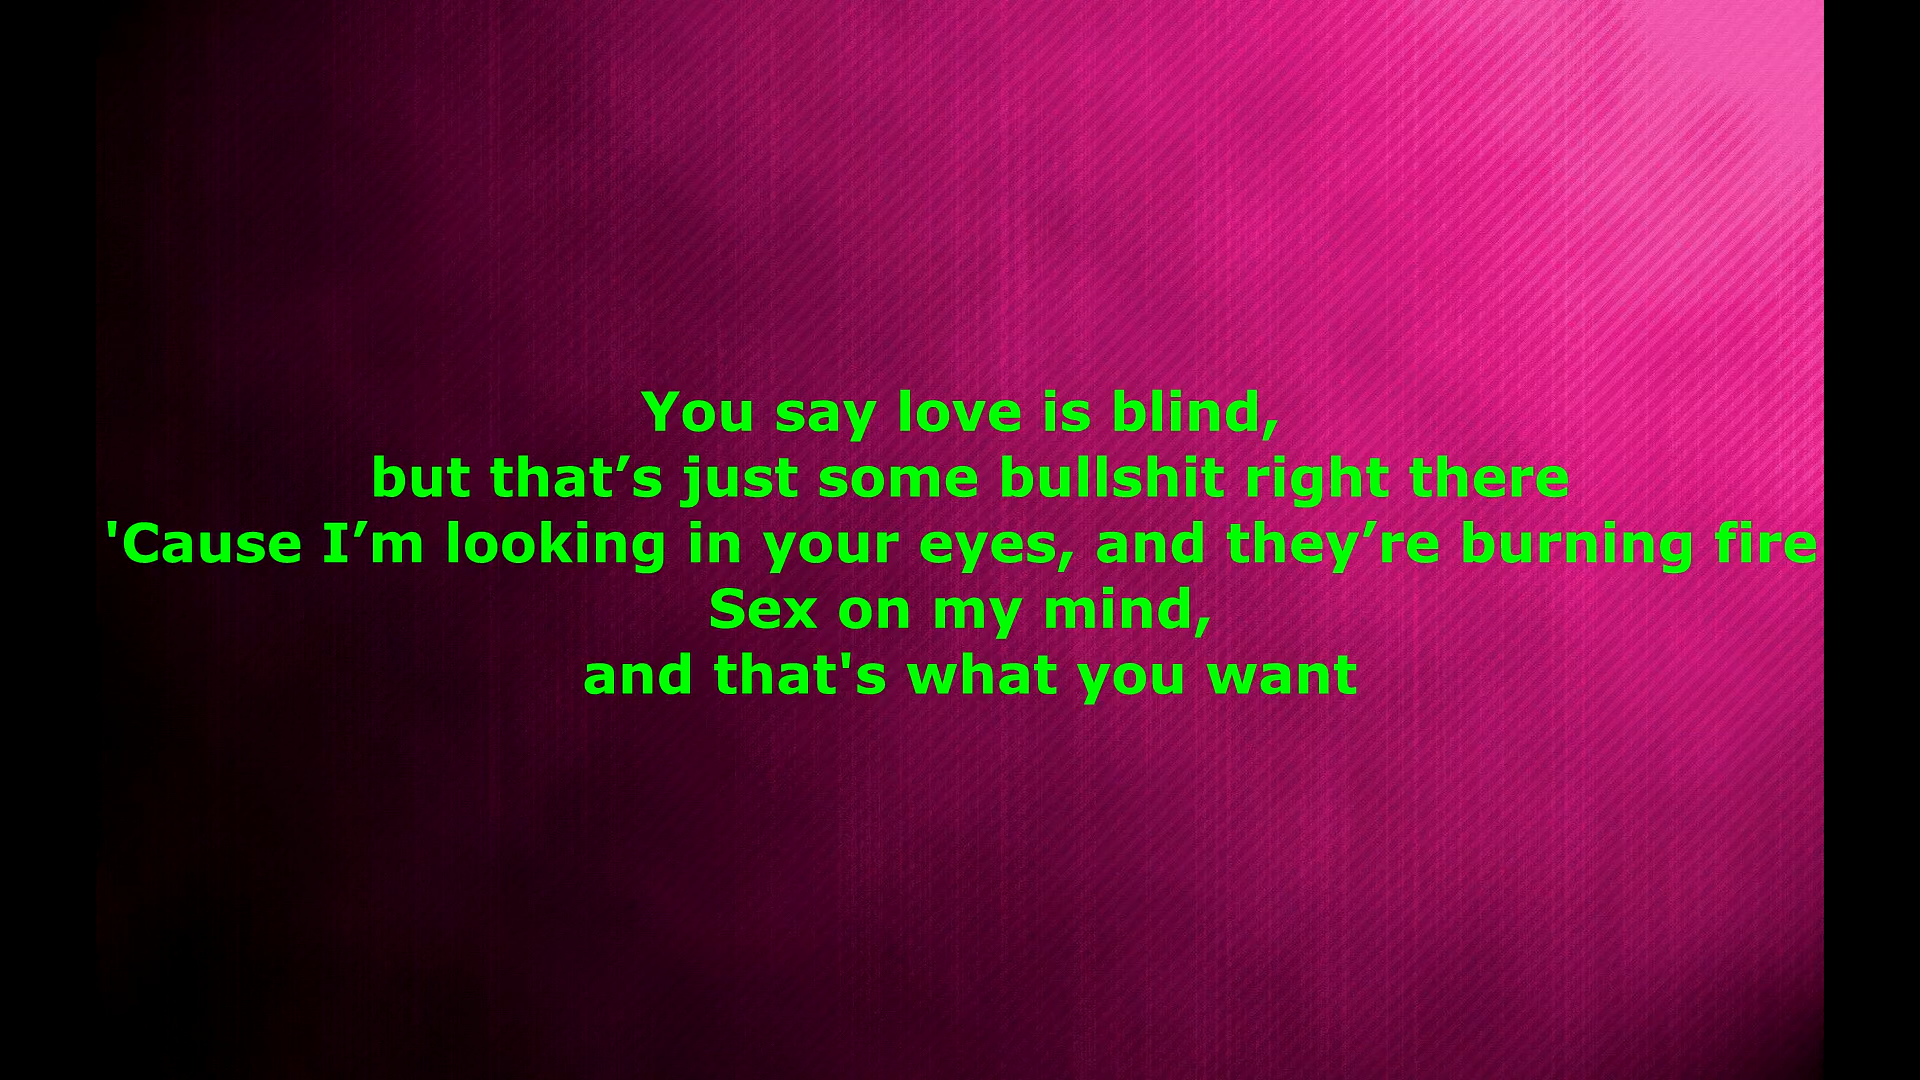 You say love is blind,
but that’s just some bullshit right there
'Cause I’m looking in your eyes, and they’re burning fire
Sex on my mind,
and that's what you want